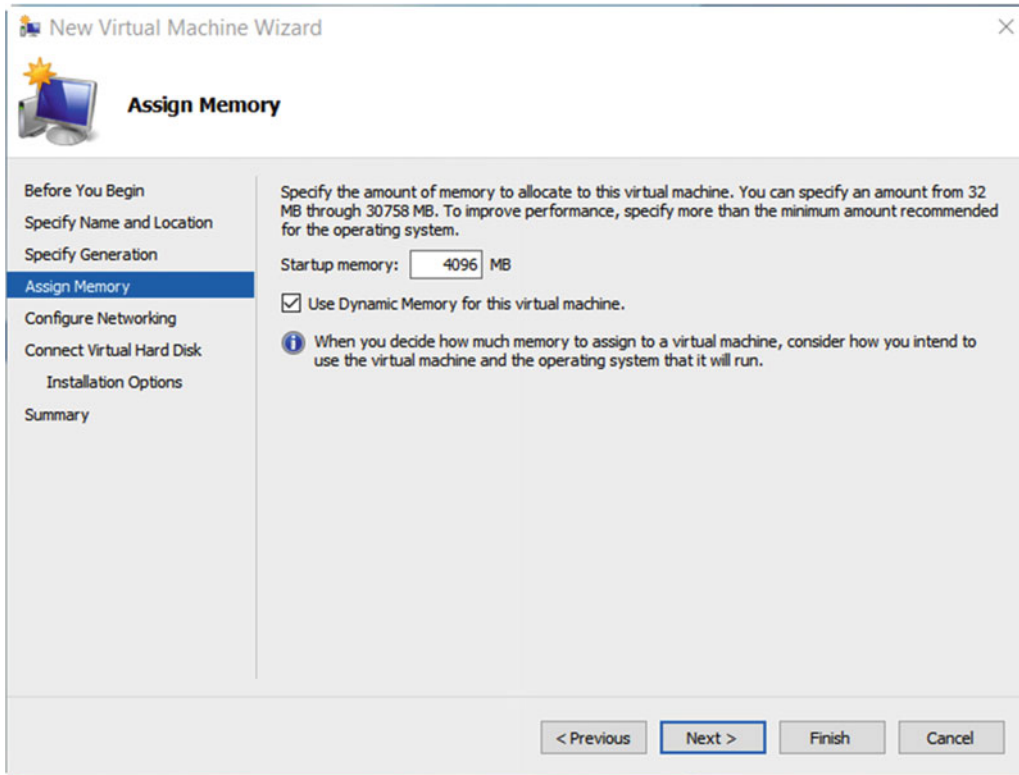 New Virtual Machine Wizard
Assign Memory
Before You Begin
Specify Name and Location
Specify Generation
Assign Memory
Configure Networking
Connect Virtual Hard Disk
Installation Options
Summary
Specify the amount of memory to allocate to this virtual machine. You can specify an amount from 32
MB through 30758 MB. To improve performance, specify more than the minimum amount recommended
for the operating system.
Startup memory: 4096 MB
Use Dynamic Memory for this virtual machine.
When you decide how much memory to assign to a virtual machine, consider how you intend to
use the virtual machine and the operating system that it will run.
< Previous Next > Finish Cancel